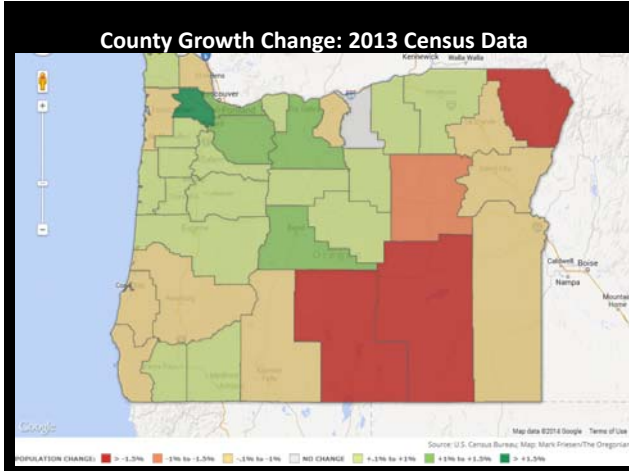 County Growth Change: 2013 Census Data
Kennewick Walla Walla
Caldwell Boise
Nampa
Mountain
Home
Eugene
Google
Map data ©2014 Google Terms of Use
Source: U.S. Census Bureau; Map: Mark Friesen/The Oregonian
POPULATION CHANGE: > -1.5% -1% to -1.5% -.1% to -1% NO CHANGE +.1% to +1% +1% to +1.5% > +1.5%